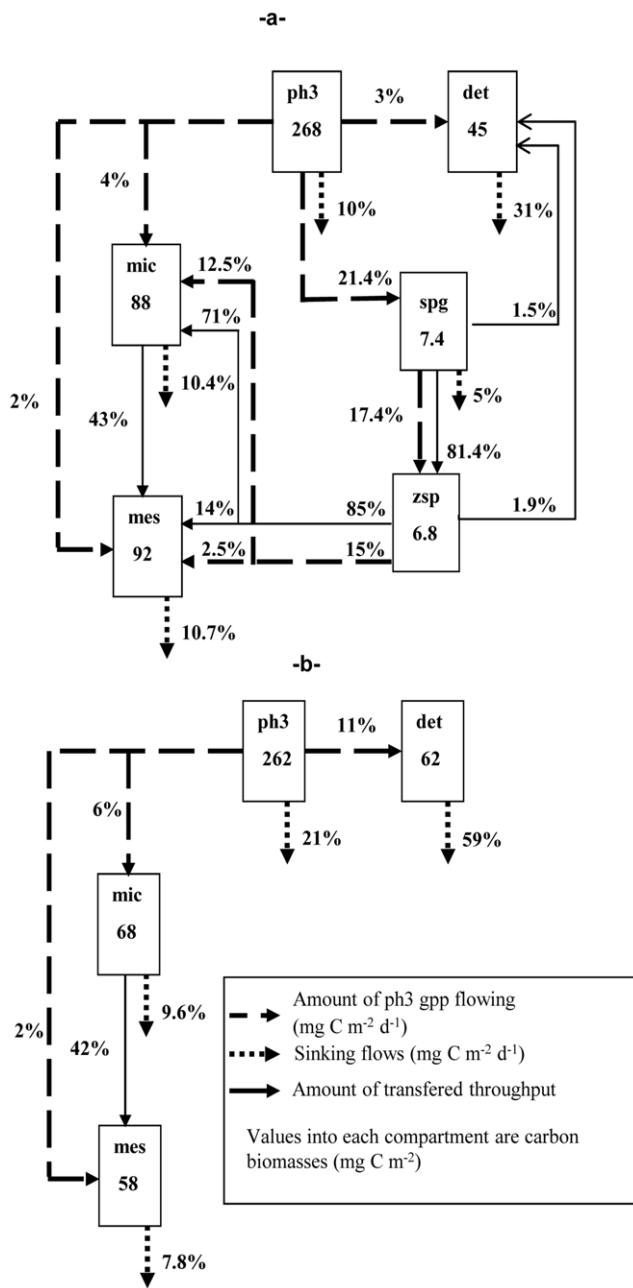 -a-
ph3
268
3%
det
45
4%
10%
31%
mic
88
12.5%
21.4%
spg
7.4
1.5%
71%
10.4%
5%
2%
43%
17.4%
81.4%
mes
92
14%
85%
zsp
6.8
1.9%
2.5%
15%
10.7%
-b-
ph3
262
11%
det
62
6%
21%
59%
mic
68
9.6%
2%
42%
mes
58
7.8%
Amount of ph3 gpp flowing
(mg C m⁻² d⁻¹)
Sinking flows (mg C m⁻² d⁻¹)
Amount of transfered throughput
Values into each compartment are carbon
biomasses (mg C m⁻²)